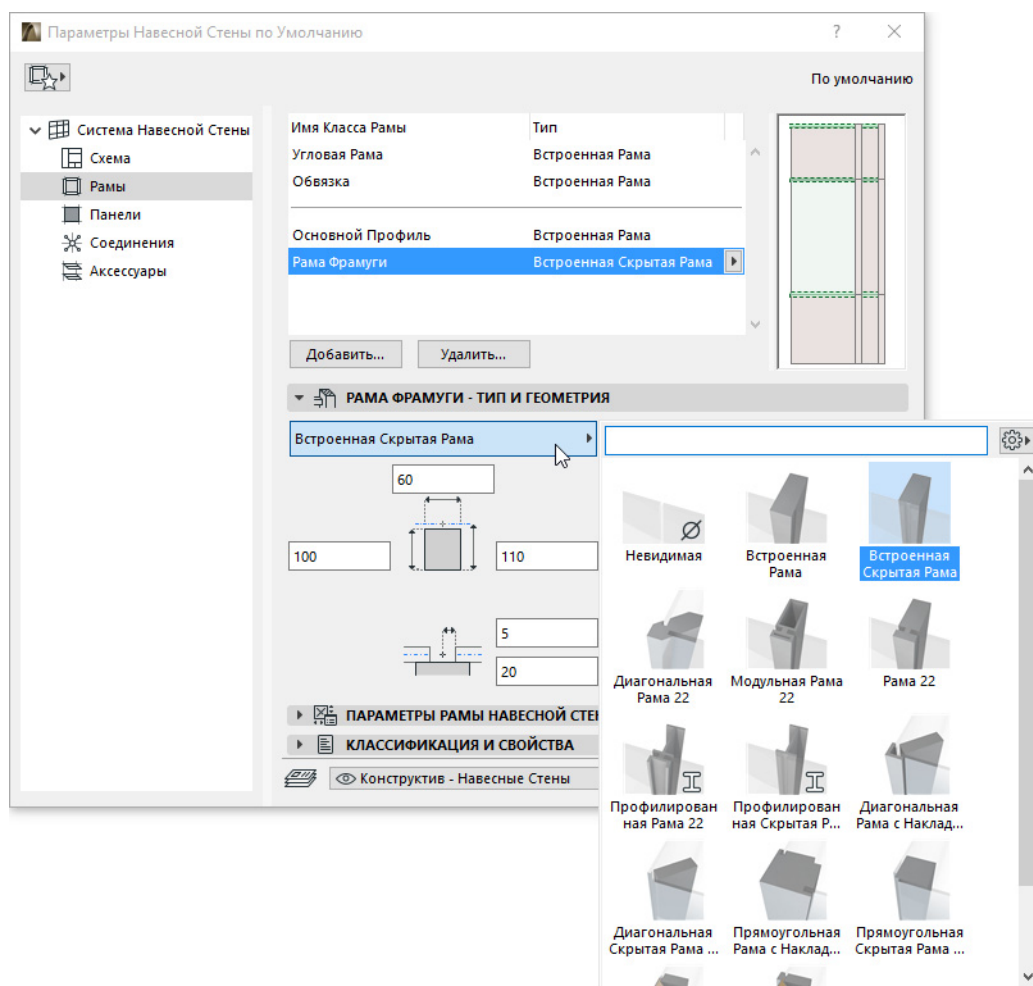 Параметры Навесной Стены по Умолчанию
?
По умолчанию
Система Навесной Стены
Схема
Рамы
Панели
Соединения
Аксессуары
Имя Класса Рамы Тип
Угловая Рама Встроенная Рама
Обвязка Встроенная Рама
Основной Профиль Встроенная Рама
Рама Фрамуги Встроенная Скрытая Рама
Добавить... Удалить...
РАМА ФРАМУГИ - ТИП И ГЕОМЕТРИЯ
Встроенная Скрытая Рама
60
100
110
5
20
ПАРАМЕТРЫ РАМЫ НАВЕСНОЙ СТЕН
КЛАССИФИКАЦИЯ И СВОЙСТВА
Конструктив - Навесные Стены
Невидимая
Встроенная
Рама
Встроенная
Скрытая Рама
Диагональная
Рама 22
Модульная Рама
22
Рама 22
Профилирован
ная Рама 22
Профилирован
ная Скрытая Р...
Диагональная
Рама с Наклад...
Диагональная
Скрытая Рама ...
Прямоугольная
Рама с Наклад...
Прямоугольная
Скрытая Рама ...